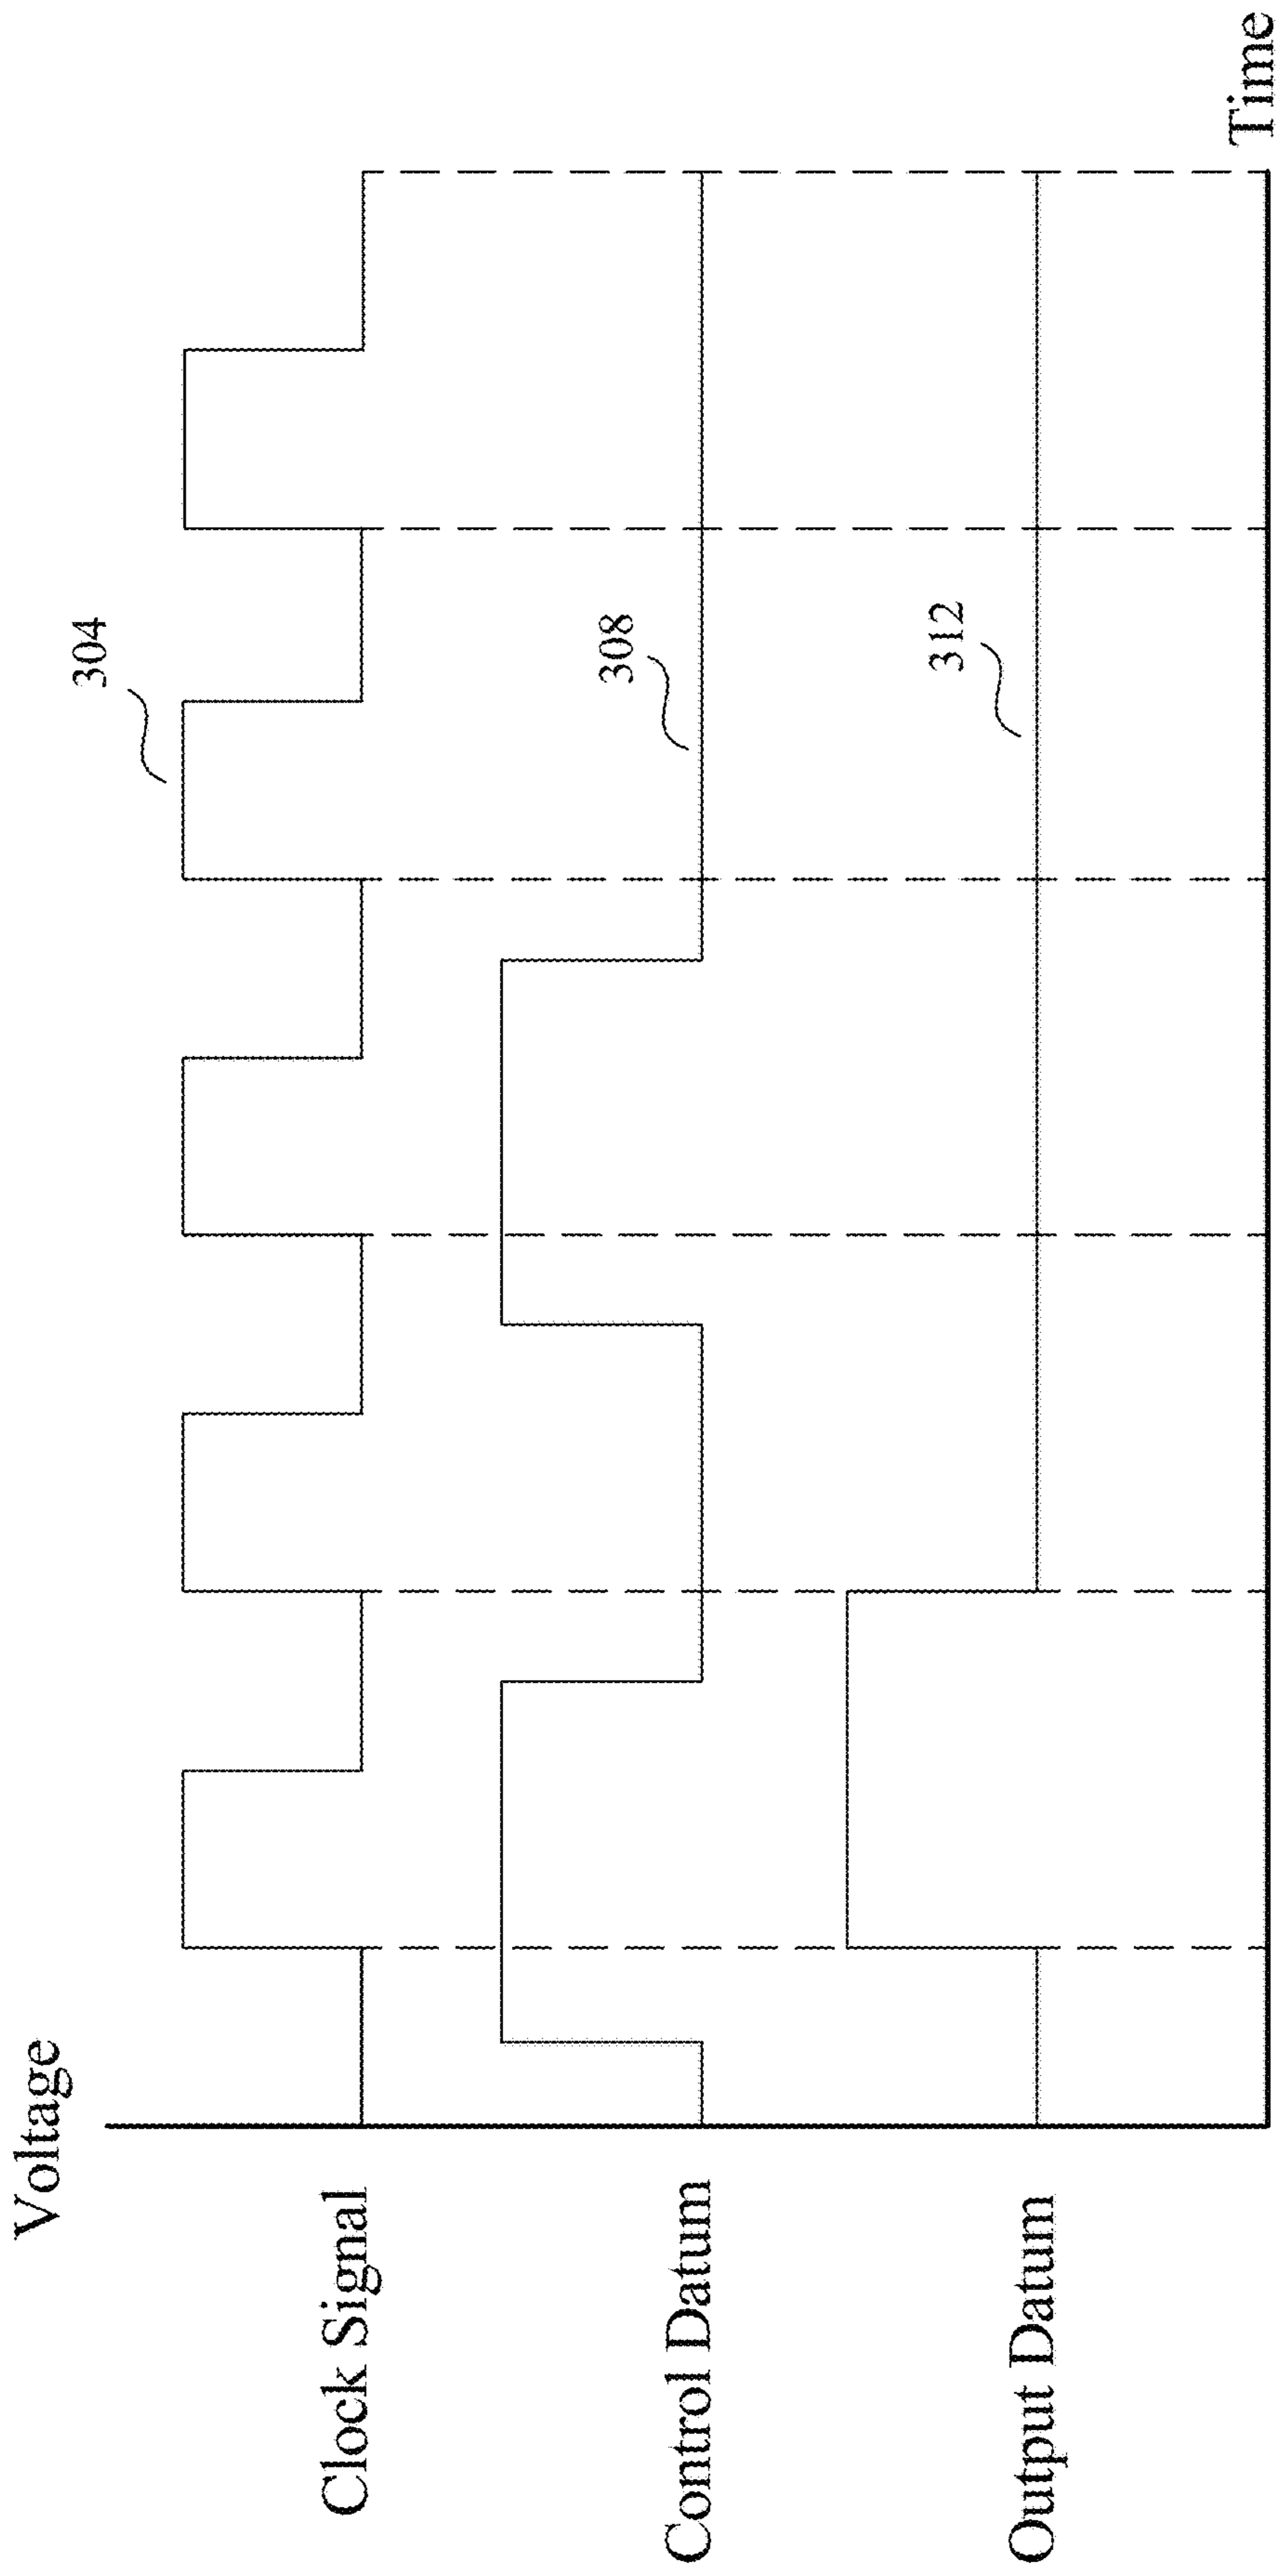 Voltage
304
Clock Signal
308
Control Datum
312
Output Datum
Time